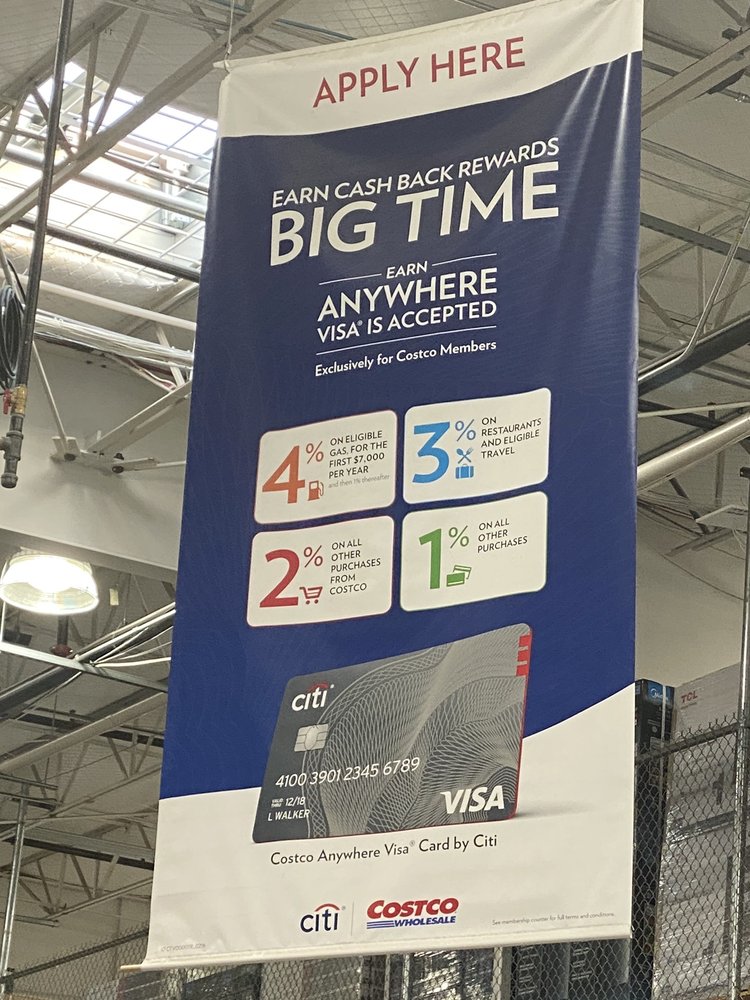 APPLY HERE
EARN CASH BACK REWARDS
BIG TIME
EARN
ANYWHERE
VISA® IS ACCEPTED
Exclusively for Costco Members
4%
ON ELIGIBLE
GAS, FOR THE
FIRST $7,000
PER YEAR
and then 1% thereafter
3%
ON
RESTAURANTS
AND ELIGIBLE
TRAVEL
2%
ON ALL
OTHER
PURCHASES
FROM
COSTCO
1%
ON ALL
OTHER
PURCHASES
citi®
4100 3901 2345 6789
VALID THRU 12/18
L WALKER
VISA
Costco Anywhere Visa® Card by Citi
citi®
COSTCO
WHOLESALE
See membership counter for full terms and conditions.
Midea
TCL